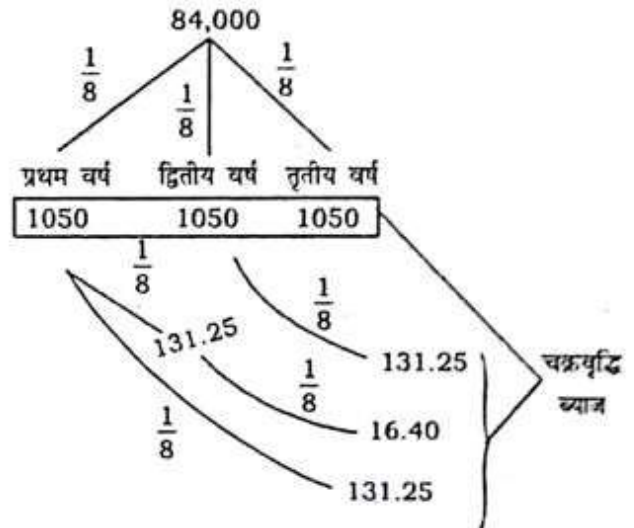 84,000
1/8 1/8 1/8
प्रथम वर्ष द्वितीय वर्ष तृतीय वर्ष
1050 1050 1050
1/8 1/8
131.25 131.25 चक्रवृद्धि
1/8 ब्याज
1/8 16.40
131.25